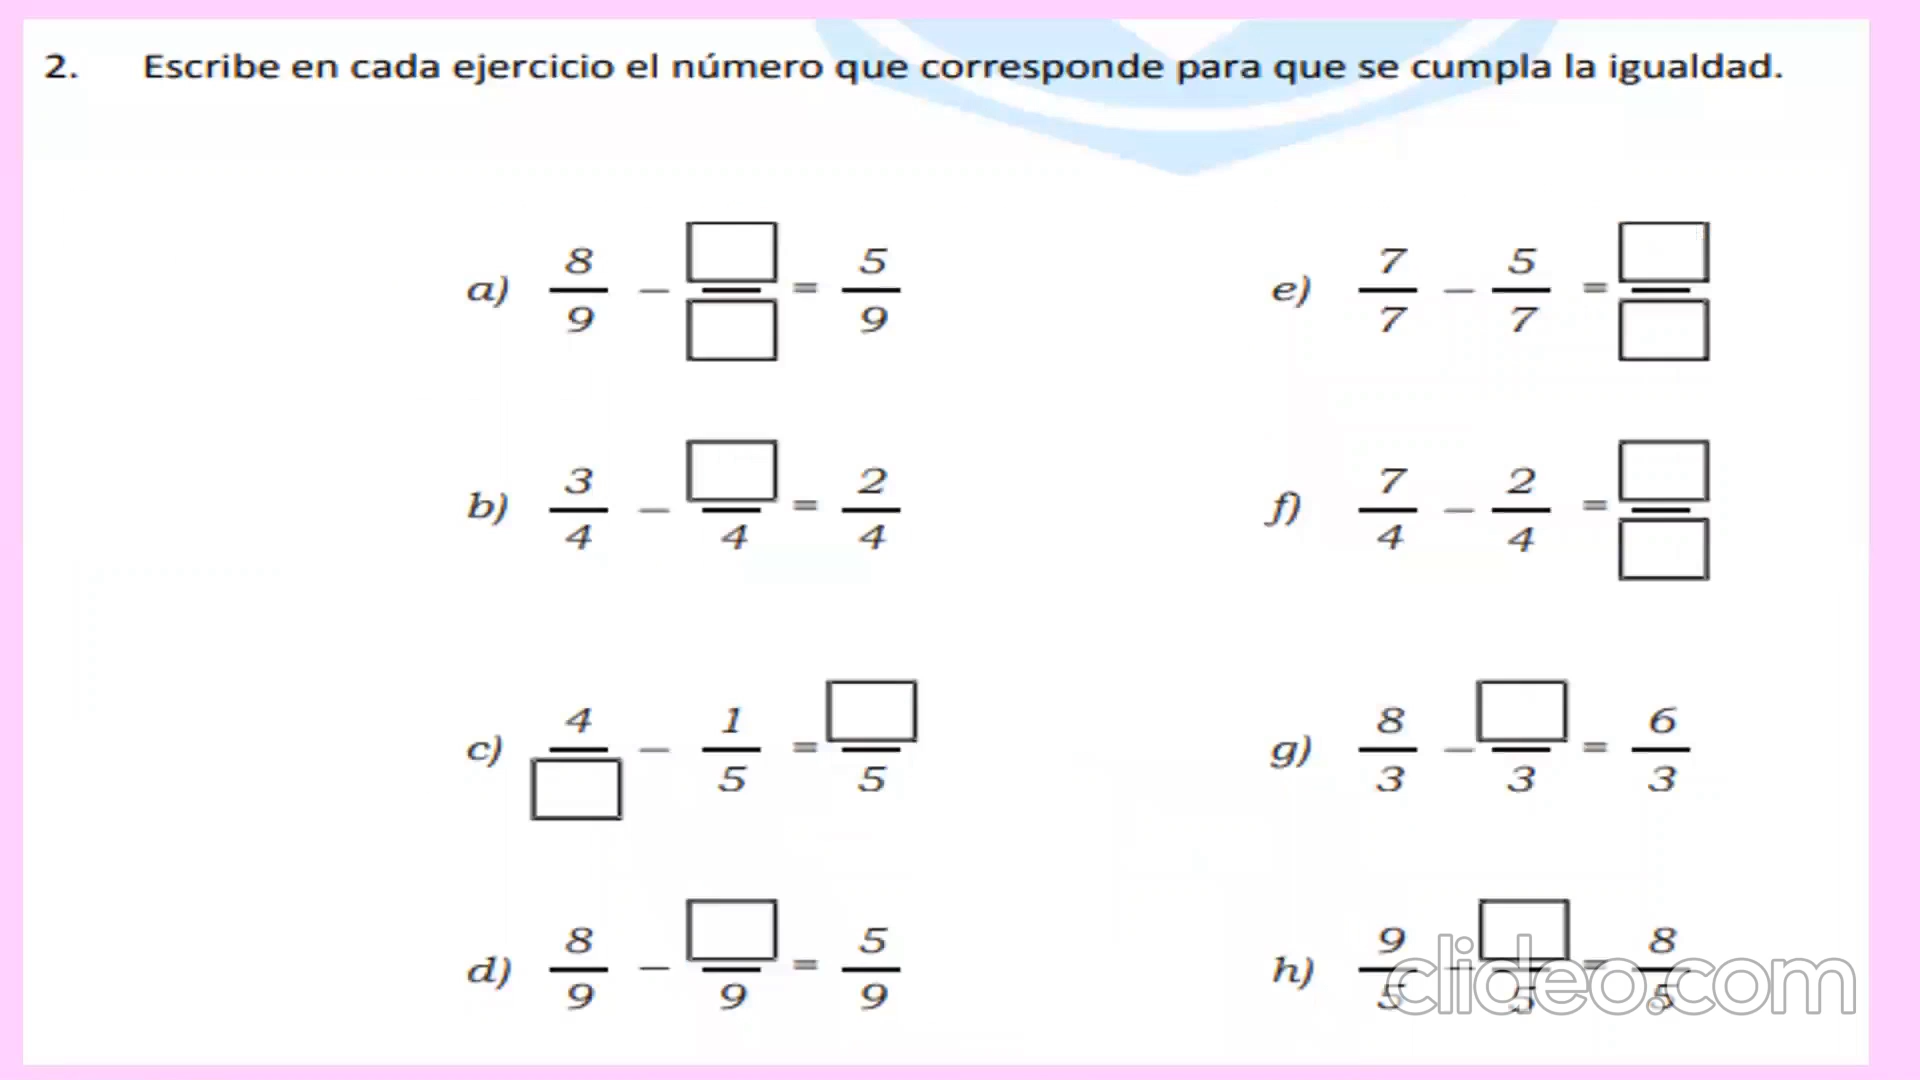 2. Escribe en cada ejercicio el número que corresponde para que se cumpla la igualdad.
a) 8/9 − □/□ = 5/9
e) 7/7 − 5/7 = □/□
b) 3/4 − □/4 = 2/4
f) 7/4 − 2/4 = □/□
c) 4/□ − 1/5 = □/5
g) 8/3 − □/3 = 6/3
d) 8/9 − □/9 = 5/9
h) 9/5 − □/5 = 8/5
clideo.com